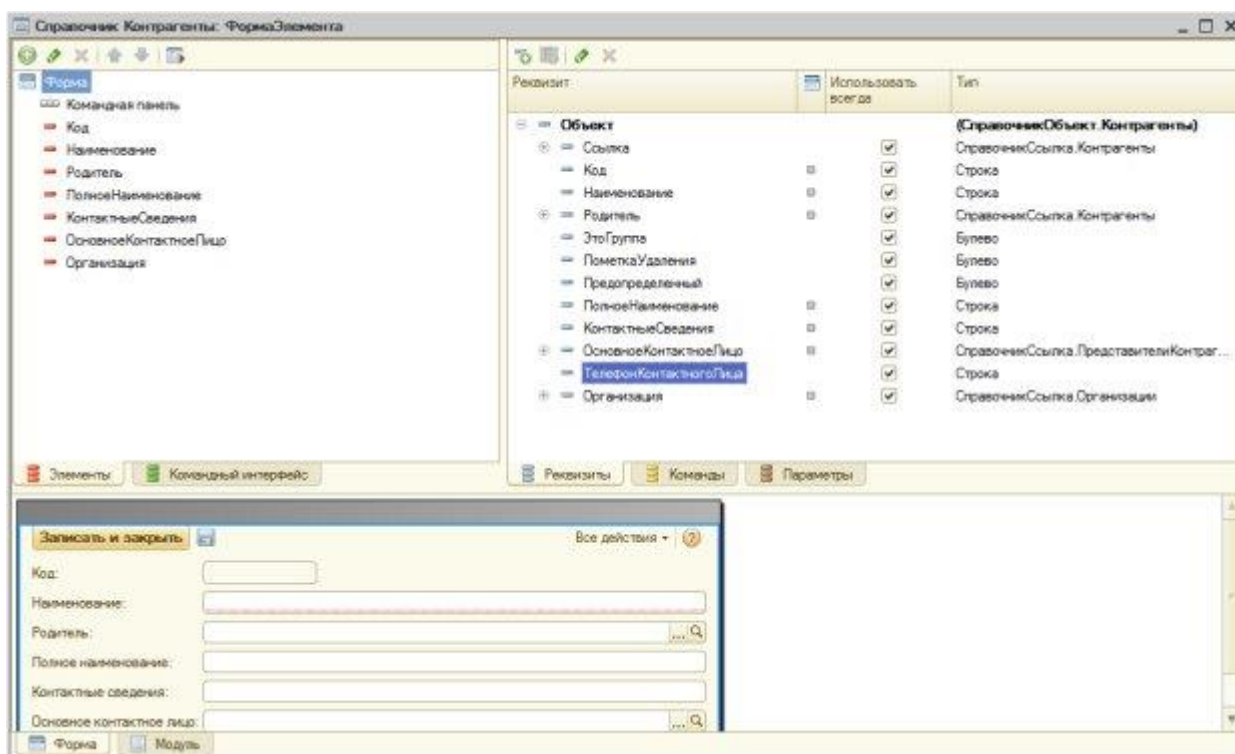 Справочник Контрагенты: ФормаЭлемента
Форма
Командная панель
Код
Наименование
Родитель
ПолноеНаименование
КонтактныеСведения
ОсновноеКонтактноеЛицо
Организация
Элементы
Командный интерфейс
Реквизит
Использовать
всегда
Тип
Объект
(СправочникОбъект.Контрагенты)
Ссылка
СправочникСсылка.Контрагенты
Код
Строка
Наименование
Строка
Родитель
СправочникСсылка.Контрагенты
ЭтоГруппа
Булево
ПометкаУдаления
Булево
Предопределенный
Булево
ПолноеНаименование
Строка
КонтактныеСведения
Строка
ОсновноеКонтактноеЛицо
СправочникСсылка.ПредставителиКонтраг...
ТелефонКонтактногоЛица
Строка
Организация
СправочникСсылка.Организации
Реквизиты
Команды
Параметры
Записать и закрыть
Все действия
Код:
Наименование:
Родитель:
Полное наименование:
Контактные сведения:
Основное контактное лицо:
Форма
Модуль